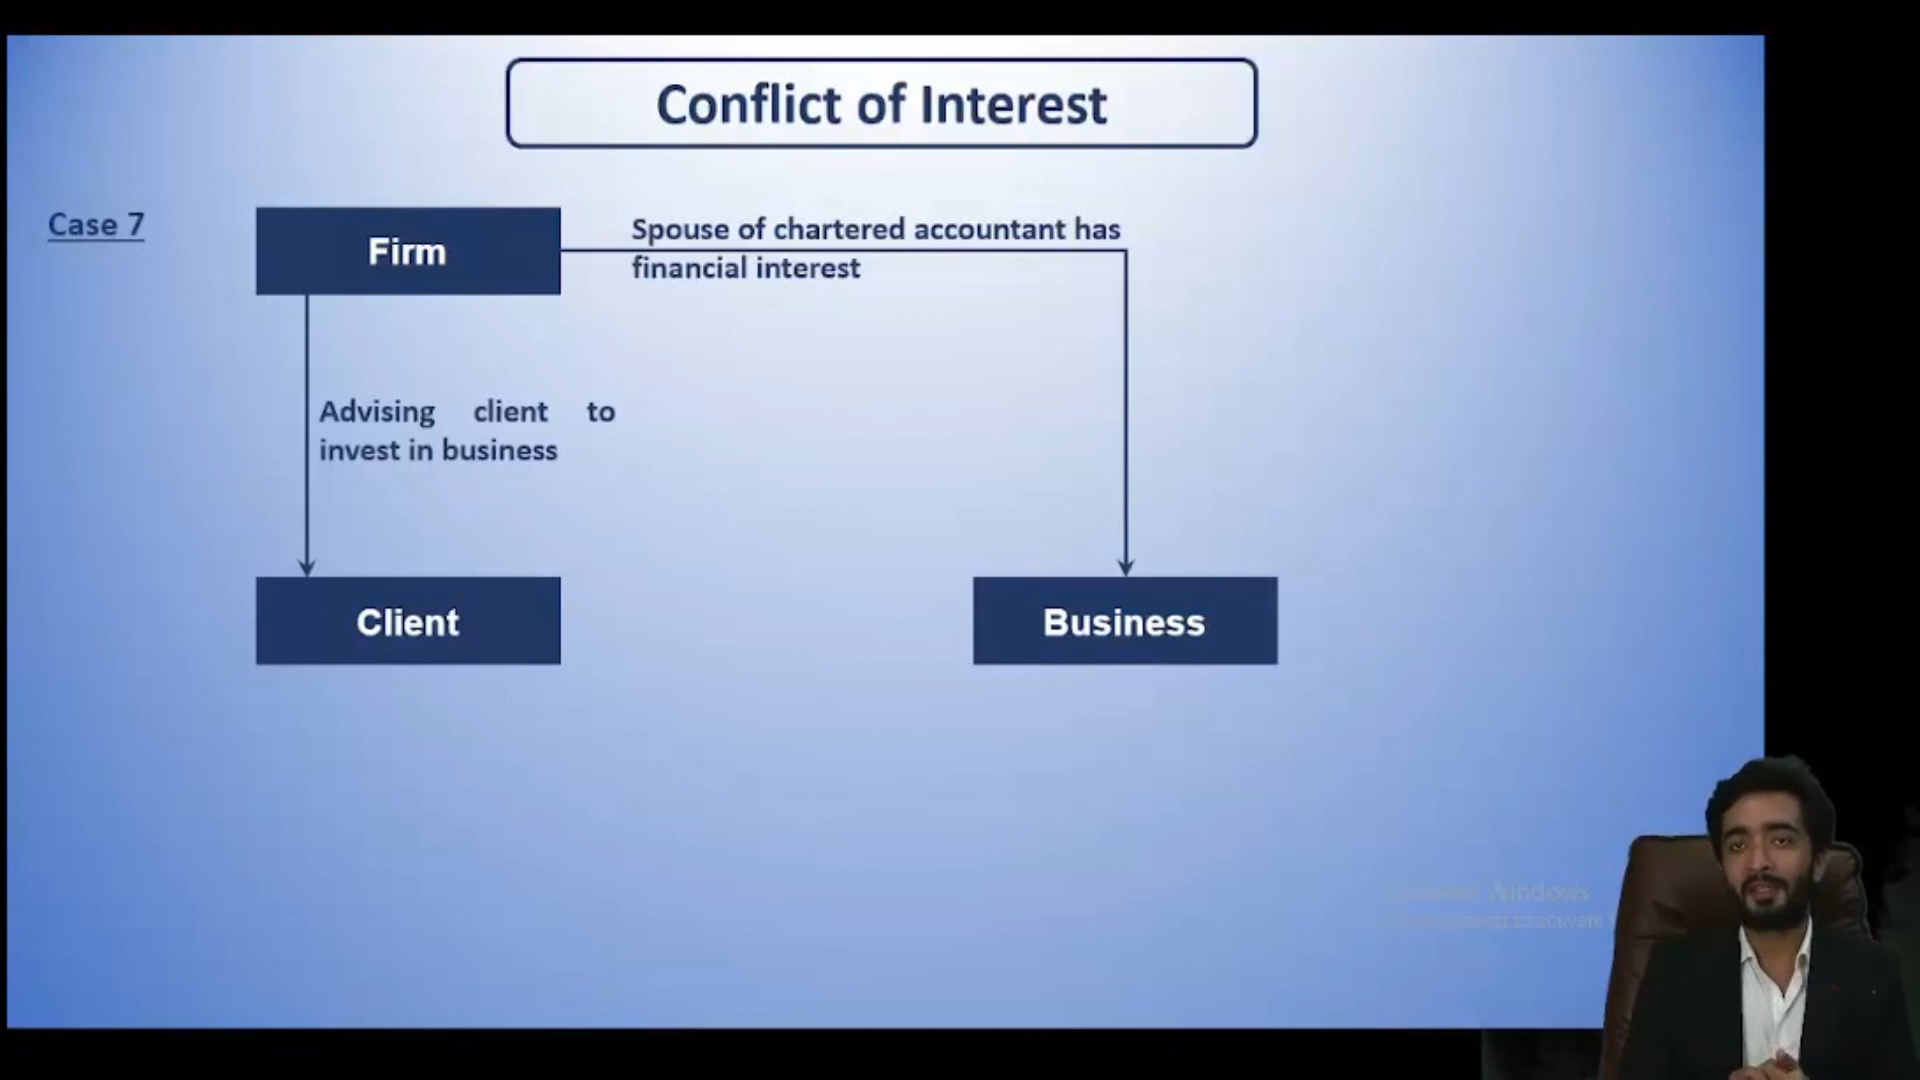 Conflict of Interest
Case 7
Firm
Spouse of chartered accountant has
financial interest
Advising client to
invest in business
Client
Business
Windows